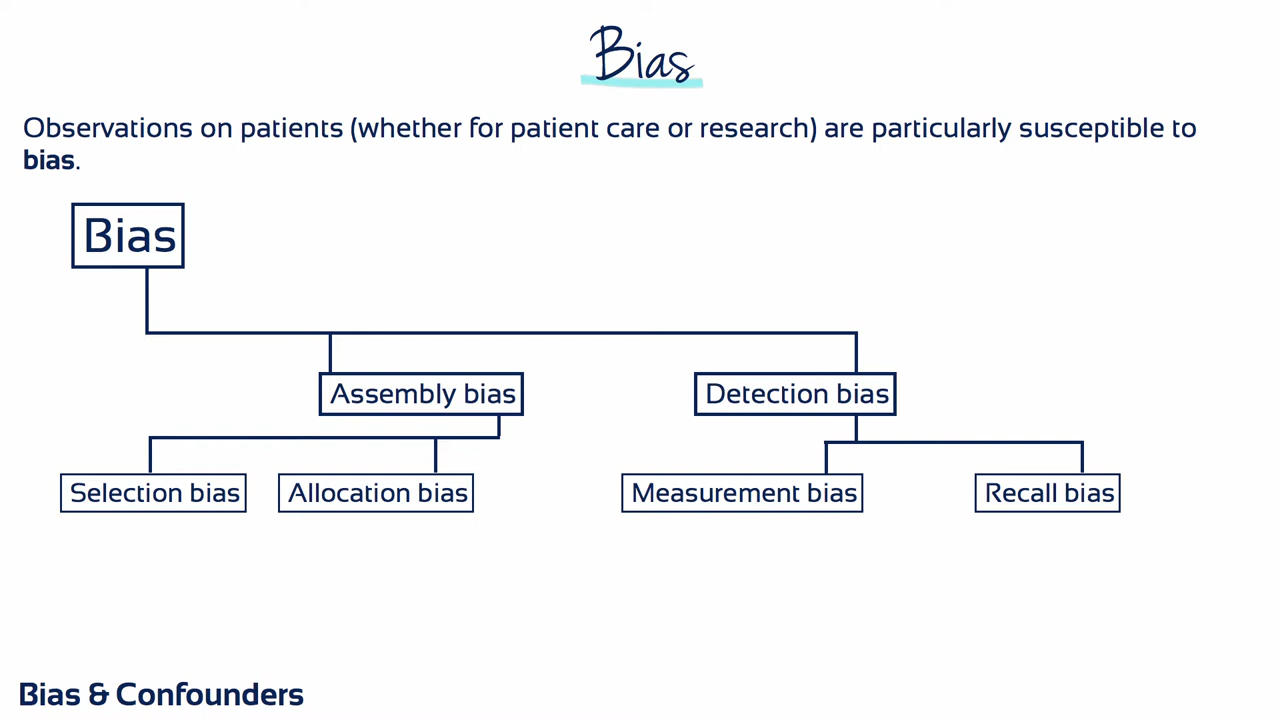 Bias
Observations on patients (whether for patient care or research) are particularly susceptible to
bias.
Bias
Assembly bias
Detection bias
Selection bias
Allocation bias
Measurement bias
Recall bias
Bias & Confounders